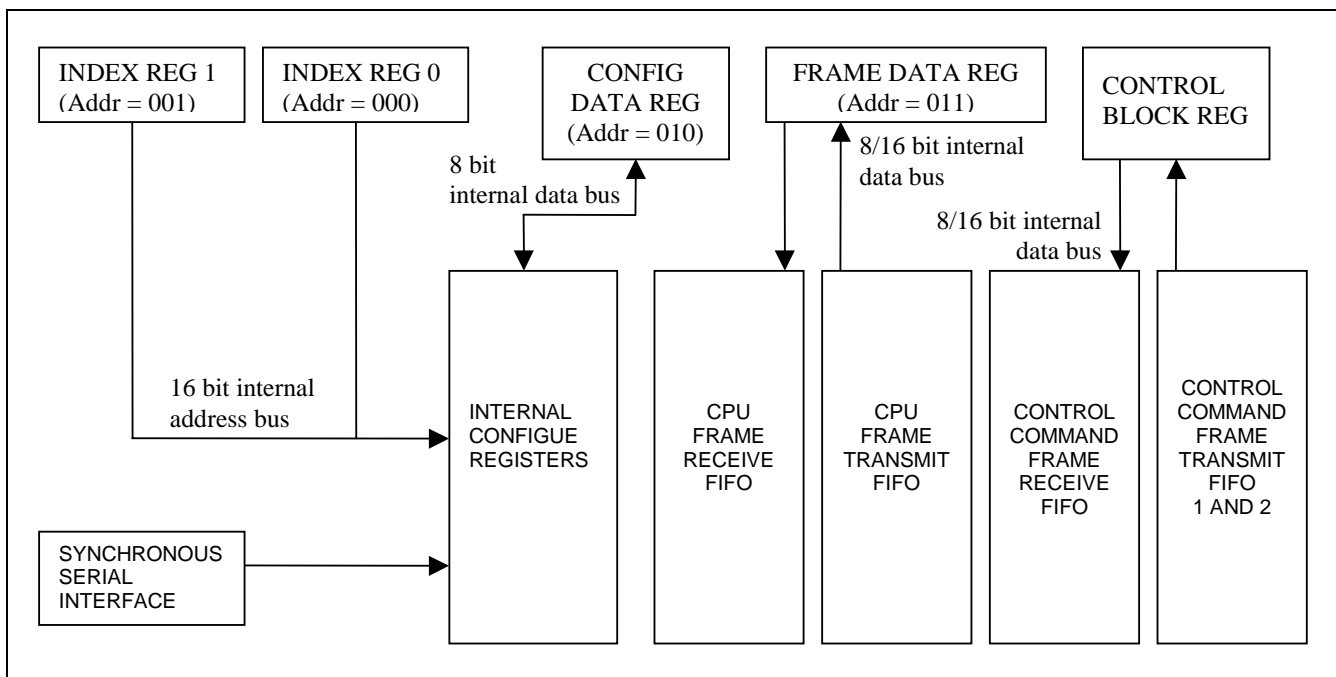 INDEX REG 1
(Addr = 001)
INDEX REG 0
(Addr = 000)
CONFIG
DATA REG
(Addr = 010)
FRAME DATA REG
(Addr = 011)
CONTROL
BLOCK REG
8 bit
internal data bus
8/16 bit internal
data bus
8/16 bit internal
data bus
16 bit internal
address bus
INTERNAL
CONFIGUE
REGISTERS
CPU
FRAME
RECEIVE
FIFO
CPU
FRAME
TRANSMIT
FIFO
CONTROL
COMMAND
FRAME
RECEIVE
FIFO
CONTROL
COMMAND
FRAME
TRANSMIT
FIFO
1 AND 2
SYNCHRONOUS
SERIAL
INTERFACE